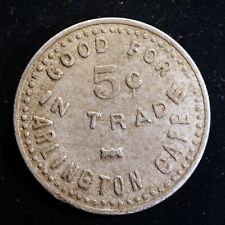 GOOD FOR
5¢
IN TRADE
ARLINGTON CAFE